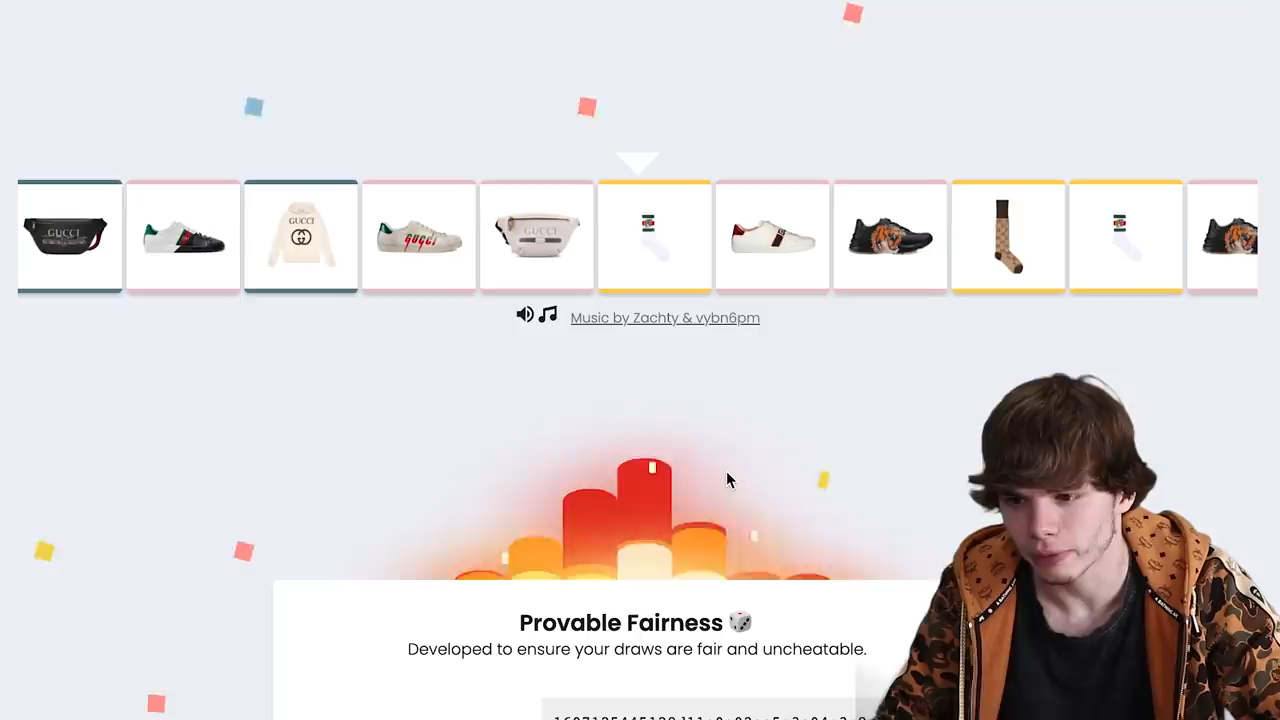 GUCCI
GUCCI
GUCCI
GUCCI
Music by Zachty & vybn6pm
Provable Fairness
Developed to ensure your draws are fair and uncheatable.